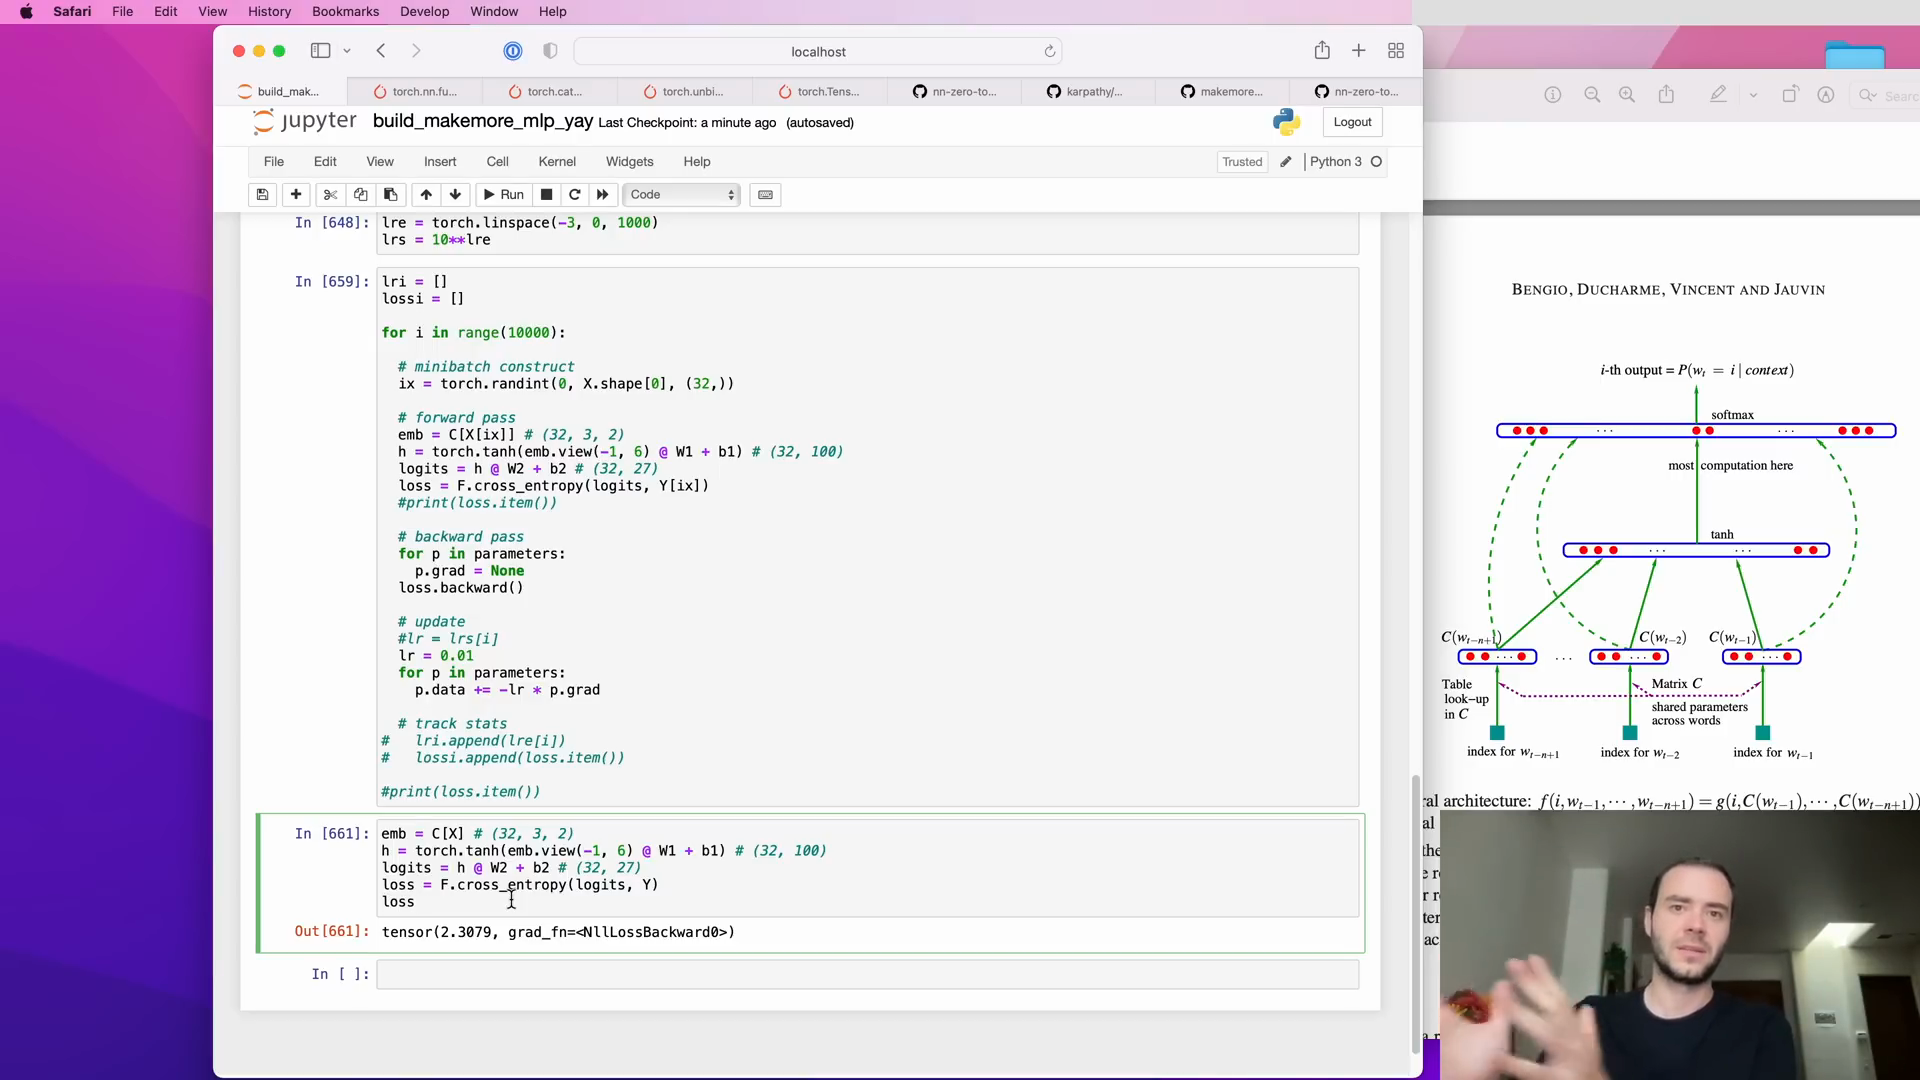 Safari File Edit View History Bookmarks Develop Window Help
localhost
build_mak... torch.nn.fu... torch.cat... torch.unbi... torch.Tens... nn-zero-to... karpathy/... makemore... nn-zero-to...
Search
jupyter build_makemore_mlp_yay Last Checkpoint: a minute ago (autosaved) Logout
File Edit View Insert Cell Kernel Widgets Help Trusted Python 3
Run Code
In [648]: lre = torch.linspace(-3, 0, 1000)
lrs = 10**lre
In [659]: lri = []
lossi = []
for i in range(10000):
# minibatch construct
ix = torch.randint(0, X.shape[0], (32,))
# forward pass
emb = C[X[ix]] # (32, 3, 2)
h = torch.tanh(emb.view(-1, 6) @ W1 + b1) # (32, 100)
logits = h @ W2 + b2 # (32, 27)
loss = F.cross_entropy(logits, Y[ix])
#print(loss.item())
# backward pass
for p in parameters:
p.grad = None
loss.backward()
# update
#lr = lrs[i]
lr = 0.01
for p in parameters:
p.data += -lr * p.grad
# track stats
# lri.append(lre[i])
# lossi.append(loss.item())
#print(loss.item())
In [661]: emb = C[X] # (32, 3, 2)
h = torch.tanh(emb.view(-1, 6) @ W1 + b1) # (32, 100)
logits = h @ W2 + b2 # (32, 27)
loss = F.cross_entropy(logits, Y)
loss
Out[661]: tensor(2.3079, grad_fn=<NllLossBackward0>)
In [ ]:
BENGIO, DUCHARME, VINCENT AND JAUVIN
i-th output = P(w_t = i | context)
softmax
. . . . . .
most computation here
tanh
. . . . . .
C(w_{t−n+1}) C(w_{t−2}) C(w_{t−1})
. . . . . . . . . . . .
Table look−up in C
Matrix C
shared parameters
across words
index for w_{t−n+1} index for w_{t−2} index for w_{t−1}
ral architecture: f(i,w_{t−1},···,w_{t−n+1}) = g(i,C(w_{t−1}),···,C(w_{t−n+1}))